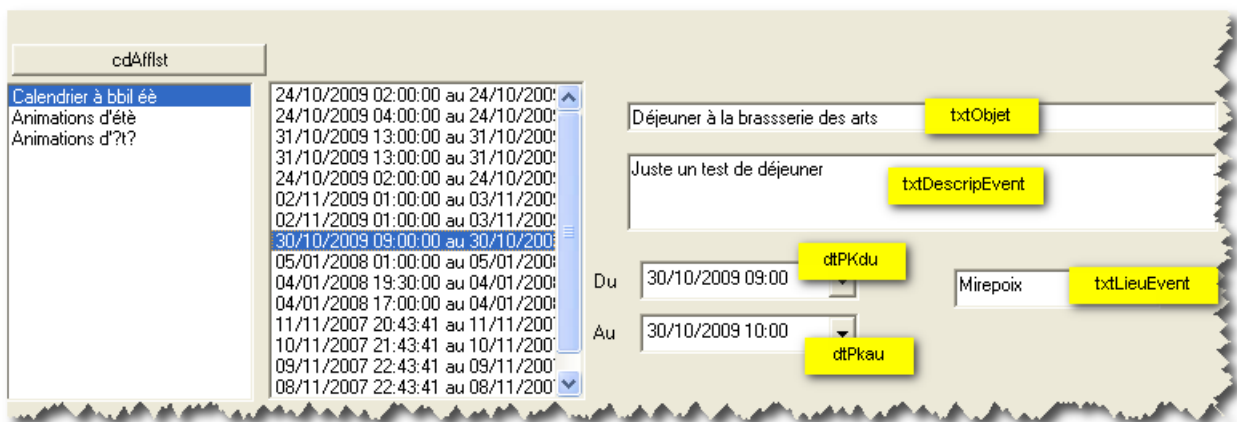 cdAfflst
Calendrier à bbil éè
Animations d'étè
Animations d'?t?
24/10/2009 02:00:00 au 24/10/200
24/10/2009 04:00:00 au 24/10/200
31/10/2009 13:00:00 au 31/10/200
31/10/2009 13:00:00 au 31/10/200
24/10/2009 02:00:00 au 24/10/200
02/11/2009 01:00:00 au 03/11/200
02/11/2009 01:00:00 au 03/11/200
30/10/2009 09:00:00 au 30/10/200
05/01/2008 01:00:00 au 05/01/200
04/01/2008 19:30:00 au 04/01/200
04/01/2008 17:00:00 au 04/01/200
11/11/2007 20:43:41 au 11/11/200
10/11/2007 21:43:41 au 10/11/200
09/11/2007 22:43:41 au 09/11/200
08/11/2007 22:43:41 au 08/11/200
Déjeuner à la brassserie des arts txtObjet
Juste un test de déjeuner
txtDescripEvent
dtPKdu
Du 30/10/2009 09:00
Mirepoix txtLieuEvent
Au 30/10/2009 10:00
dtPkau